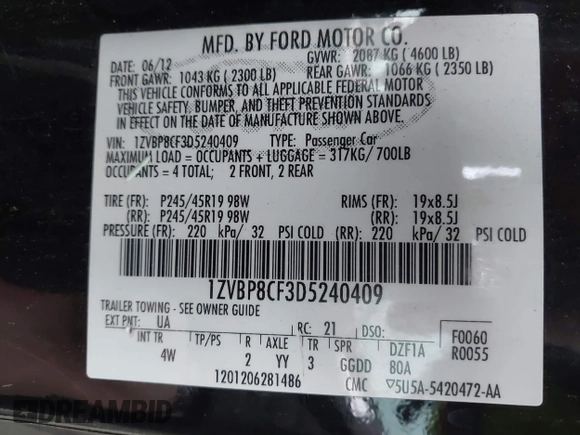 MFD. BY FORD MOTOR CO.
DATE: 06/12 GVWR: 2087 KG ( 4600 LB)
FRONT GAWR: 1043 KG ( 2300 LB) REAR GAWR: 1066 KG ( 2350 LB)
THIS VEHICLE CONFORMS TO ALL APPLICABLE FEDERAL MOTOR
VEHICLE SAFETY, BUMPER, AND THEFT PREVENTION STANDARDS
IN EFFECT ON THE DATE OF MANUFACTURE SHOWN ABOVE.
VIN: 1ZVBP8CF3D5240409 TYPE: Passenger Car
MAXIMUM LOAD = OCCUPANTS + LUGGAGE = 317KG/700LB
OCCUPANTS = 4 TOTAL; 2 FRONT, 2 REAR
TIRE (FR): P245/45R19 98W RIMS (FR): 19x8.5J
(RR): P245/45R19 98W (RR): 19x8.5J
PRESSURE (FR): 220 kPa/ 32 PSI COLD (RR): 220 kPa/ 32 PSI COLD
1ZVBP8CF3D5240409
TRAILER TOWING - SEE OWNER GUIDE
EXT PNT: UA RC: 21 DSO: F0060
INT TR TP/PS R AXLE TR SPR DZF1A R0055
4W 2 YY 3 GGDD 80A
1201206281486 CMC ▽5U5A-5420472-AA
DREAMBID